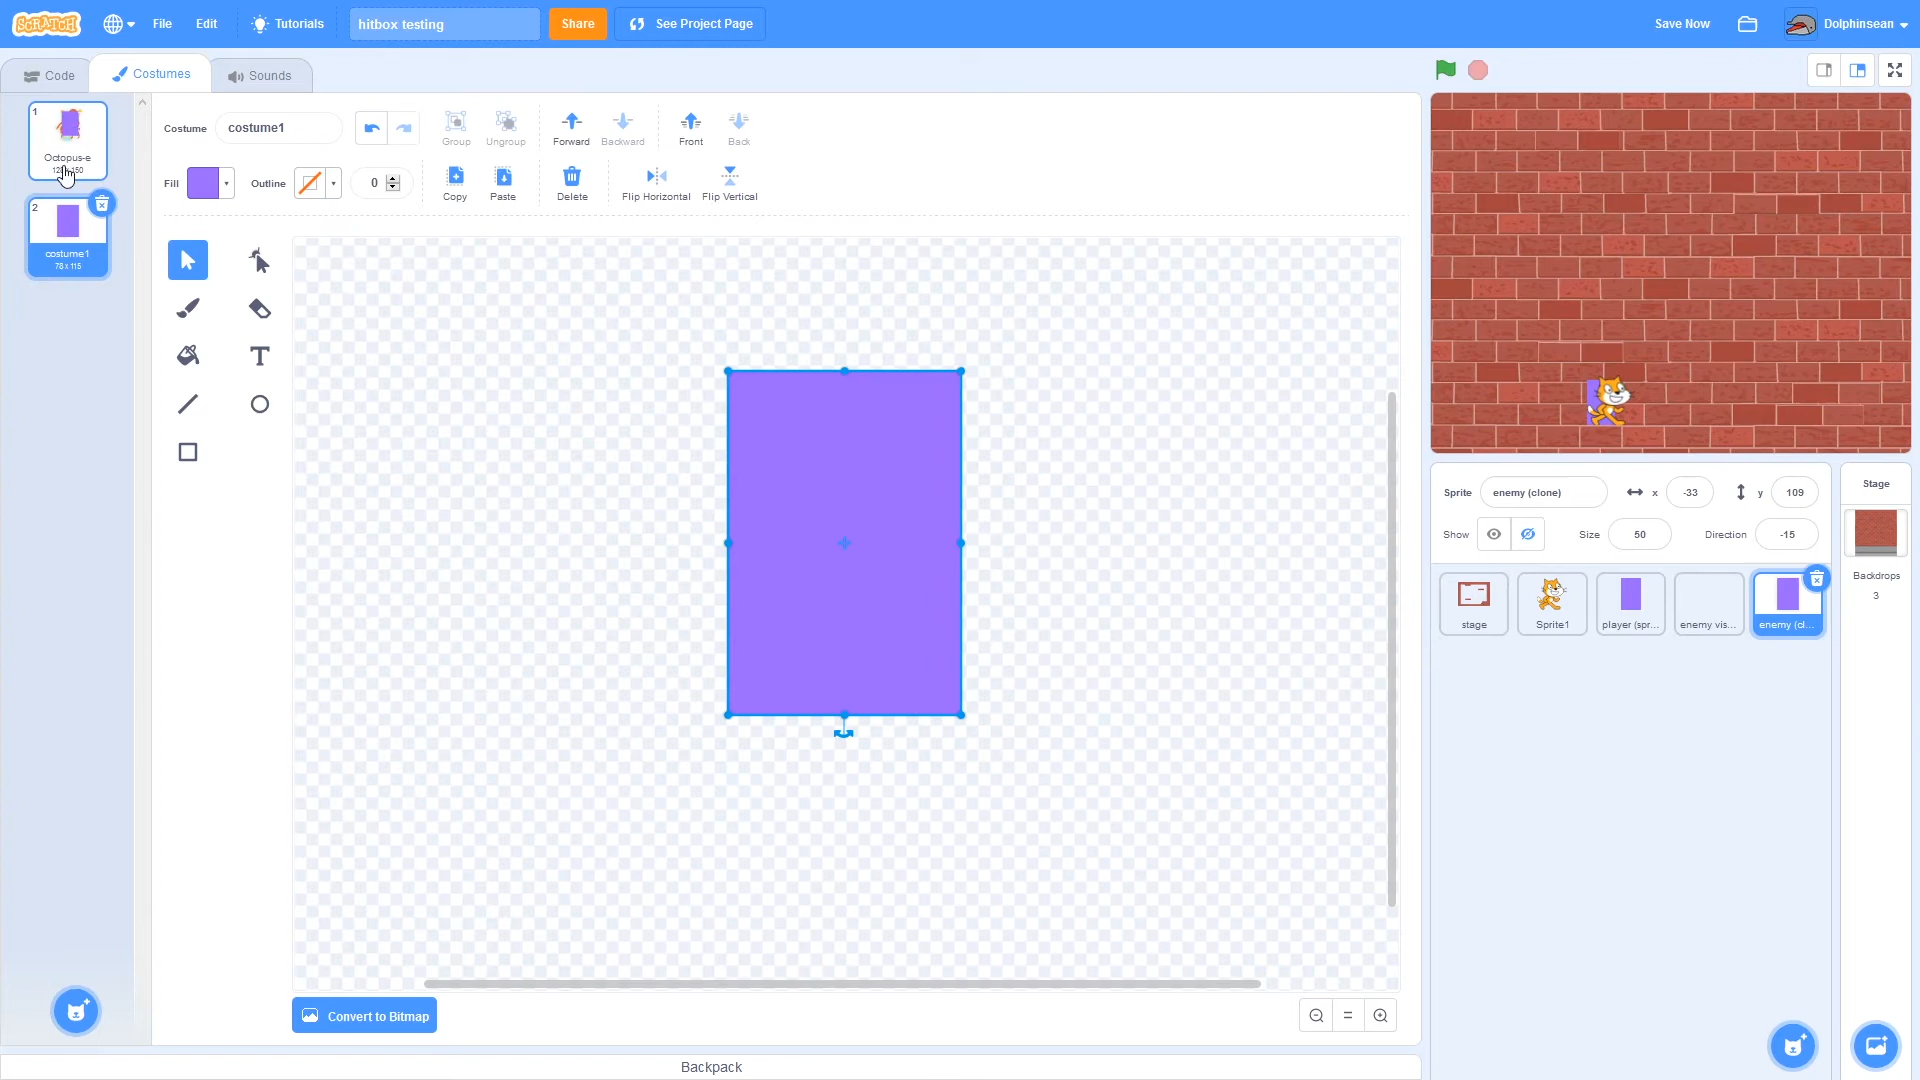 SCRATCH
File
Edit
Tutorials
hitbox testing
Share
See Project Page
Save Now
Dolphinsean
Code
Costumes
Sounds
1
Octopus-e
2
costume1
78 x 115
Costume
costume1
Group
Ungroup
Forward
Backward
Front
Back
Fill
Outline
0
Copy
Paste
Delete
Flip Horizontal
Flip Vertical
Convert to Bitmap
Backpack
Sprite
enemy (clone)
x
-33
y
109
Show
Size
50
Direction
-15
stage
Sprite1
player (spr...
enemy vis...
enemy (cl...
Stage
Backdrops
3